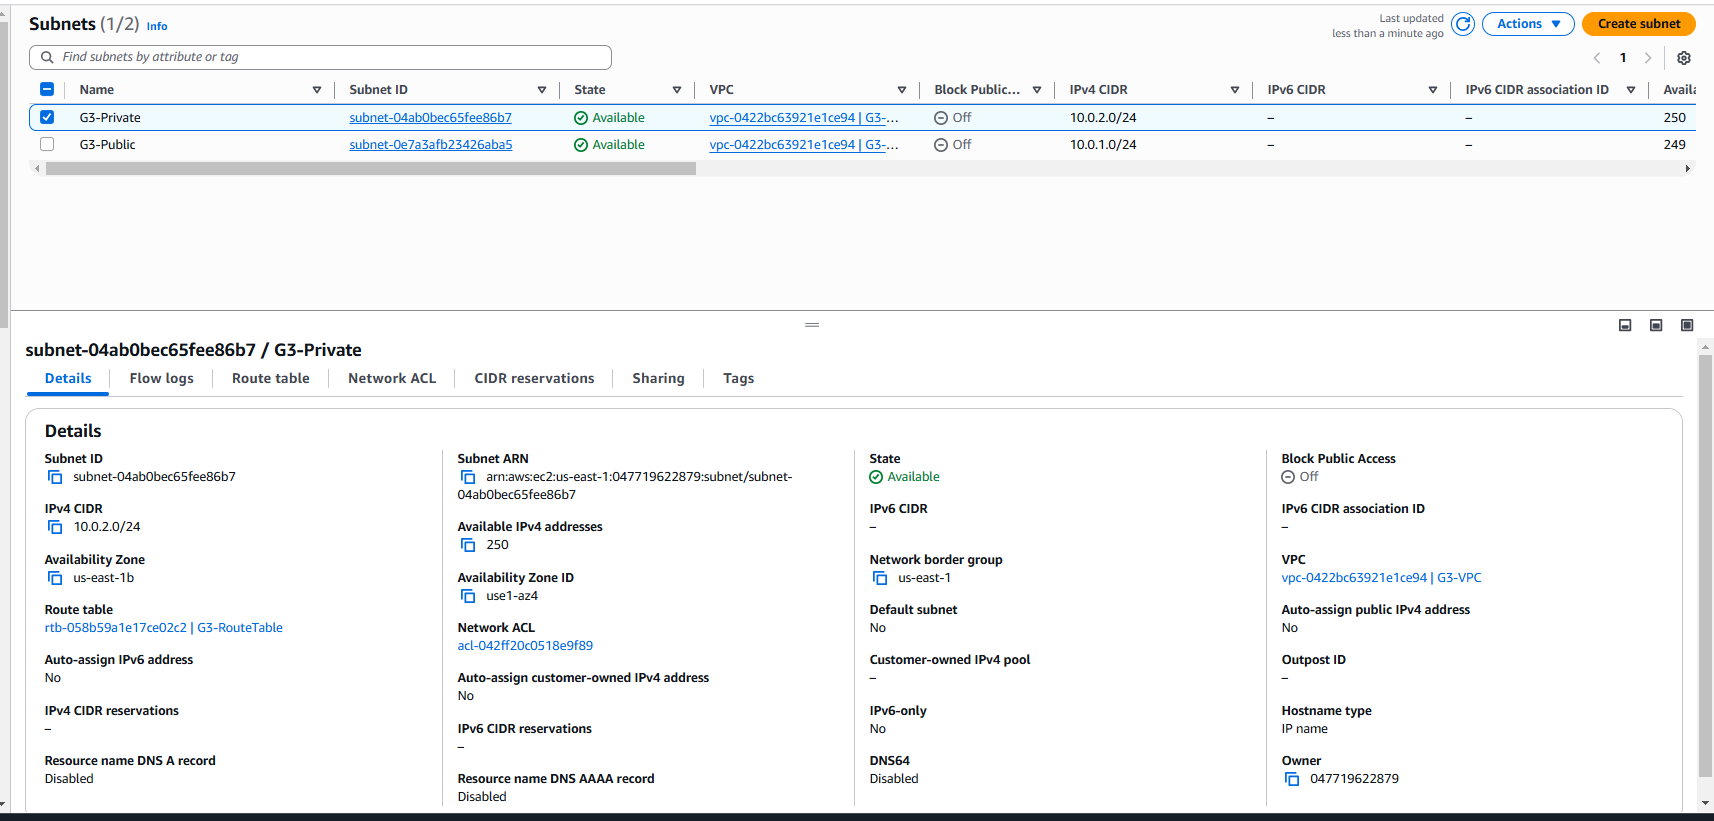 Subnets (1/2) Info
Last updated
less than a minute ago
Actions
Create subnet
Find subnets by attribute or tag
1
Name Subnet ID State VPC Block Public... IPv4 CIDR IPv6 CIDR IPv6 CIDR association ID Availa
G3-Private subnet-04ab0bec65fee86b7 Available vpc-0422bc63921e1ce94 | G3-... Off 10.0.2.0/24 – – 250
G3-Public subnet-0e7a3afb23426aba5 Available vpc-0422bc63921e1ce94 | G3-... Off 10.0.1.0/24 – – 249
subnet-04ab0bec65fee86b7 / G3-Private
Details Flow logs Route table Network ACL CIDR reservations Sharing Tags
Details
Subnet ID
subnet-04ab0bec65fee86b7
IPv4 CIDR
10.0.2.0/24
Availability Zone
us-east-1b
Route table
rtb-058b59a1e17ce02c2 | G3-RouteTable
Auto-assign IPv6 address
No
IPv4 CIDR reservations
–
Resource name DNS A record
Disabled
Subnet ARN
arn:aws:ec2:us-east-1:047719622879:subnet/subnet-
04ab0bec65fee86b7
Available IPv4 addresses
250
Availability Zone ID
use1-az4
Network ACL
acl-042ff20c0518e9f89
Auto-assign customer-owned IPv4 address
No
IPv6 CIDR reservations
–
Resource name DNS AAAA record
Disabled
State
Available
IPv6 CIDR
–
Network border group
us-east-1
Default subnet
No
Customer-owned IPv4 pool
–
IPv6-only
No
DNS64
Disabled
Block Public Access
Off
IPv6 CIDR association ID
–
VPC
vpc-0422bc63921e1ce94 | G3-VPC
Auto-assign public IPv4 address
No
Outpost ID
–
Hostname type
IP name
Owner
047719622879